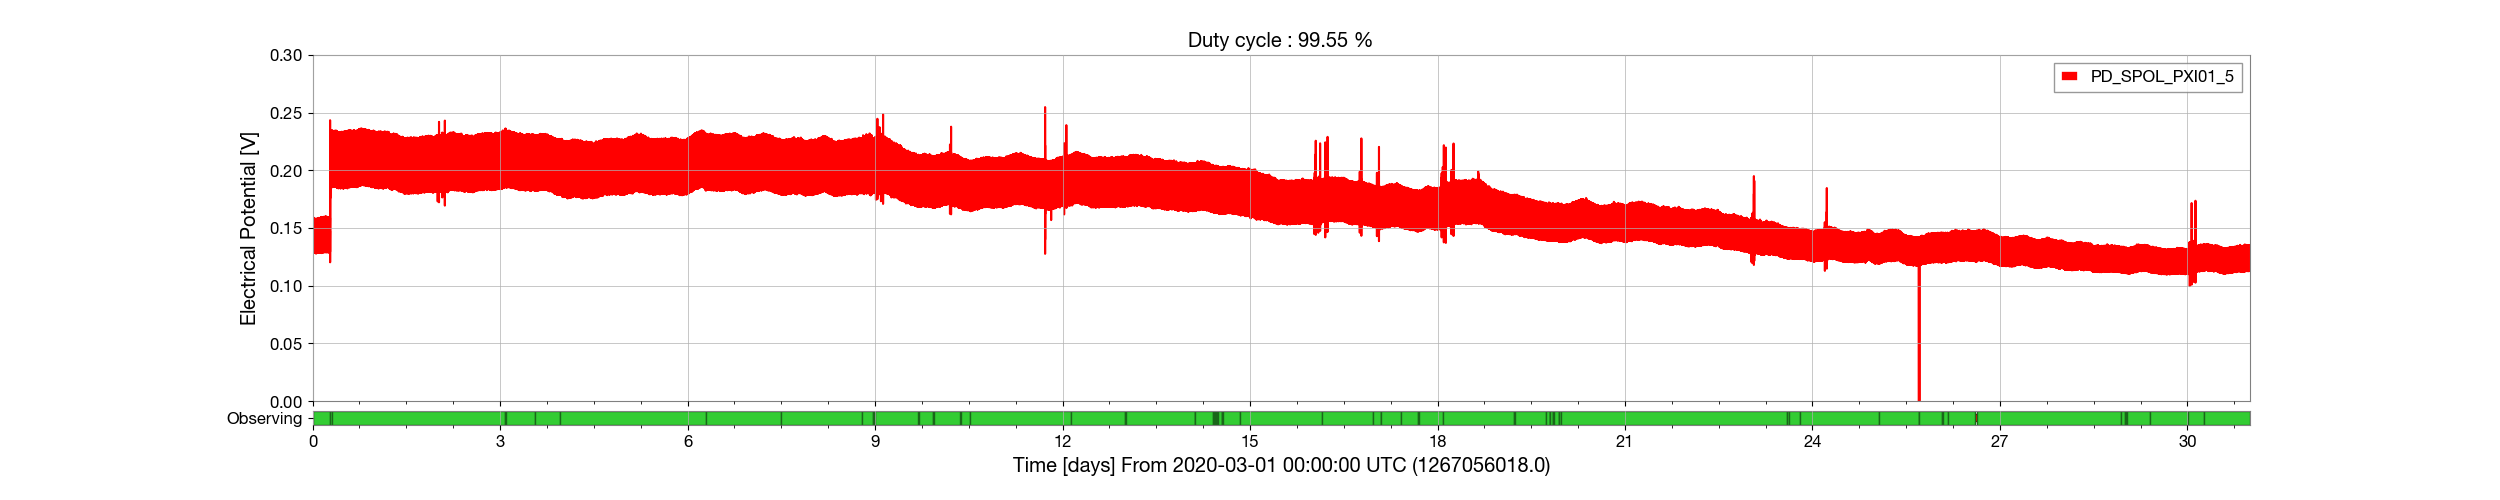 Duty cycle : 99.55 %
0.30
0.25
0.20
0.15
0.10
0.05
0.00
Electrical Potential [V]
PD_SPOL_PXI01_5
Observing
0 3 6 9 12 15 18 21 24 27 30
Time [days] From 2020-03-01 00:00:00 UTC (1267056018.0)